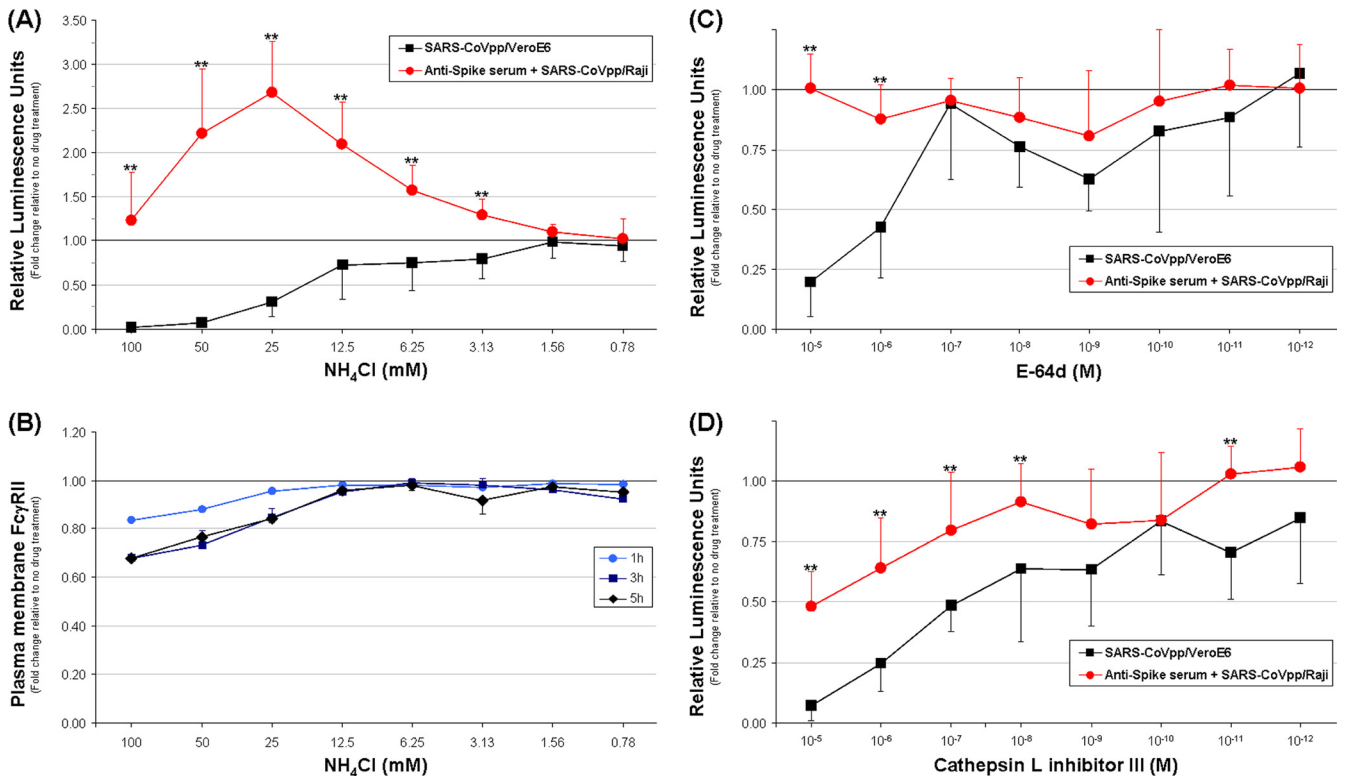 (A)
Relative Luminescence Units
(Fold change relative to no drug treatment)
3.50
3.00
2.50
2.00
1.50
1.00
0.50
0.00
** ** ** ** ** **
SARS-CoVpp/VeroE6
Anti-Spike serum + SARS-CoVpp/Raji
100 50 25 12.5 6.25 3.13 1.56 0.78
NH₄Cl (mM)
(B)
Plasma membrane FcγRII
(Fold change relative to no drug treatment)
1.20
1.00
0.80
0.60
0.40
0.20
0.00
1h
3h
5h
100 50 25 12.5 6.25 3.13 1.56 0.78
NH₄Cl (mM)
(C)
Relative Luminescence Units
(Fold change relative to no drug treatment)
1.00
0.75
0.50
0.25
0.00
** **
SARS-CoVpp/VeroE6
Anti-Spike serum + SARS-CoVpp/Raji
10⁻⁵ 10⁻⁶ 10⁻⁷ 10⁻⁸ 10⁻⁹ 10⁻¹⁰ 10⁻¹¹ 10⁻¹²
E-64d (M)
(D)
Relative Luminescence Units
(Fold change relative to no drug treatment)
1.00
0.75
0.50
0.25
0.00
** ** ** ** **
SARS-CoVpp/VeroE6
Anti-Spike serum + SARS-CoVpp/Raji
10⁻⁵ 10⁻⁶ 10⁻⁷ 10⁻⁸ 10⁻⁹ 10⁻¹⁰ 10⁻¹¹ 10⁻¹²
Cathepsin L inhibitor III (M)